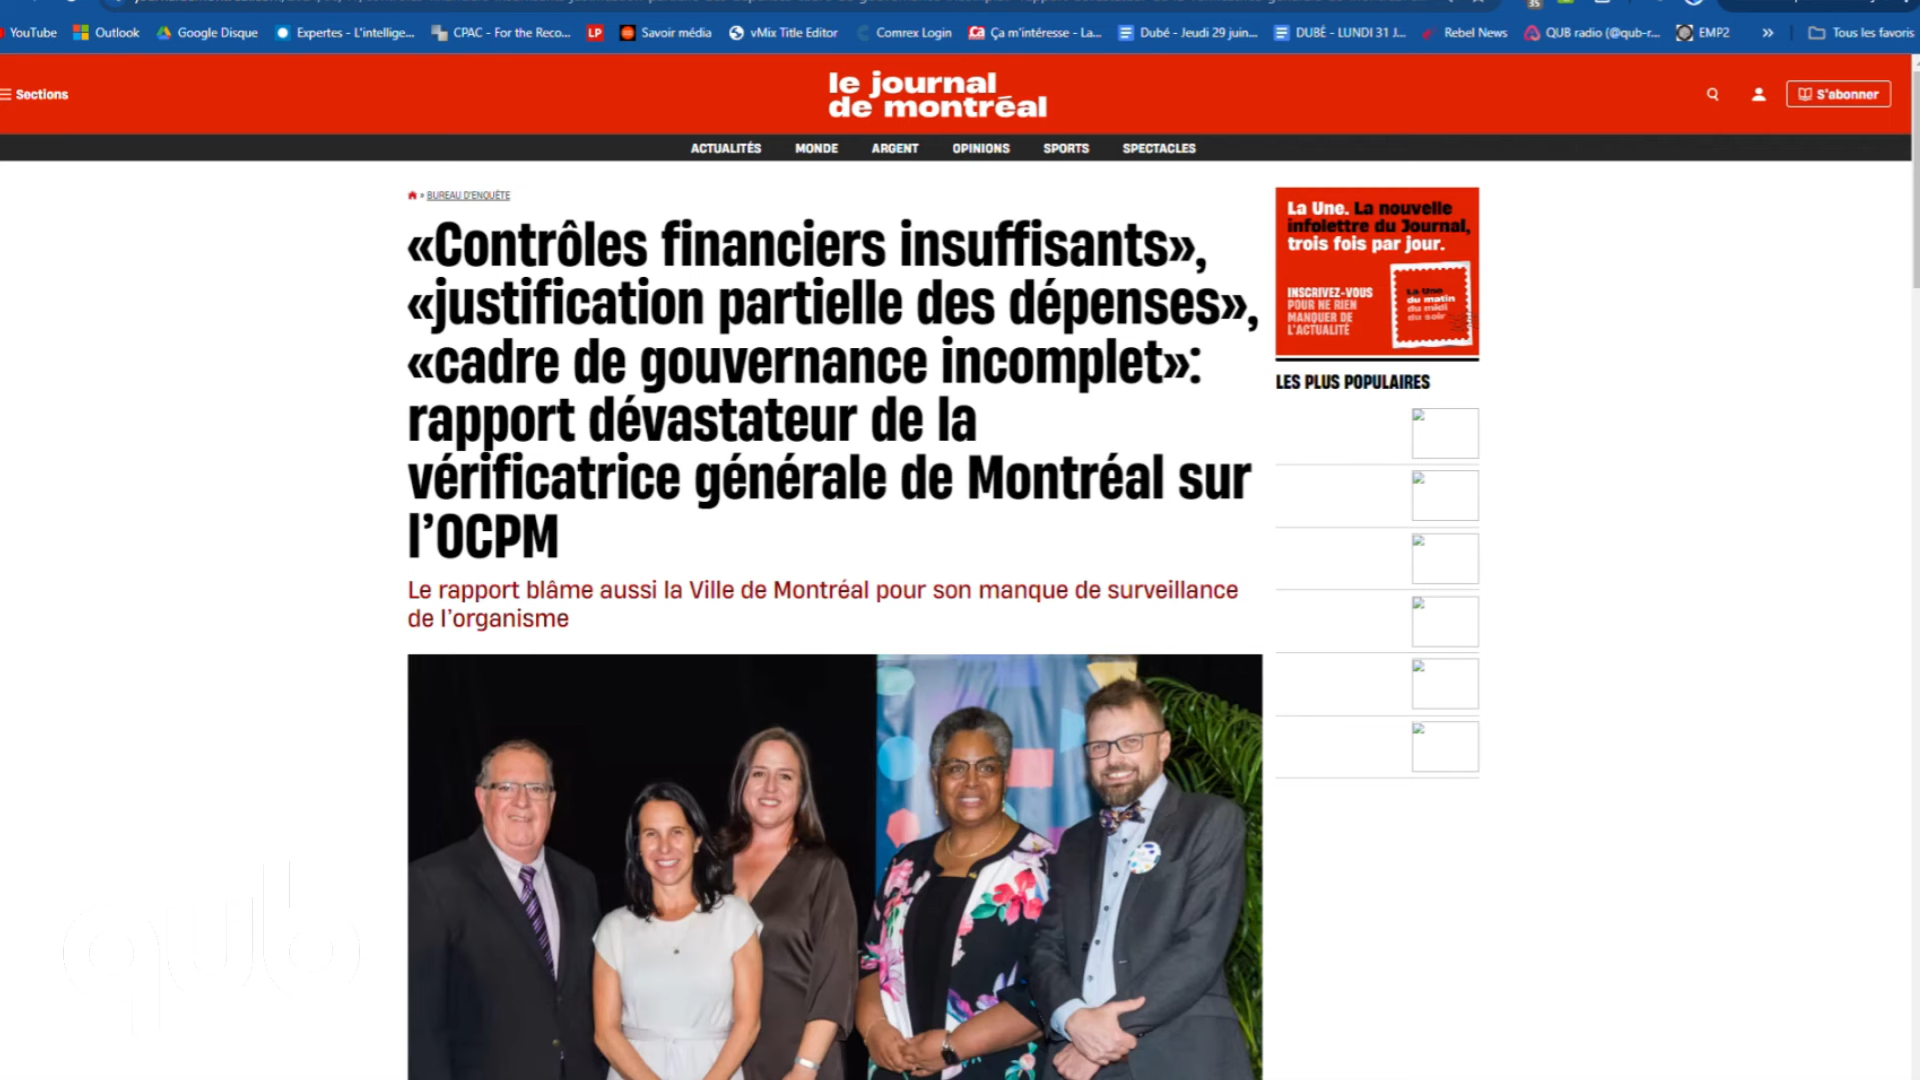 YouTube
Outlook
Google Disque
Expertes - L'intellige...
CPAC - For the Reco...
LP
Savoir média
vMix Title Editor
Comrex Login
Ça m'intéresse - La...
Dubé - Jeudi 29 juin...
DUBÉ - LUNDI 31 J...
Rebel News
QUB radio (@qub-r...
EMP2
»
Tous les favoris
Sections
le journal
de montréal
S'abonner
ACTUALITÉS
MONDE
ARGENT
OPINIONS
SPORTS
SPECTACLES
» BUREAU D'ENQUÊTE
«Contrôles financiers insuffisants»,
«justification partielle des dépenses»,
«cadre de gouvernance incomplet»:
rapport dévastateur de la
vérificatrice générale de Montréal sur
l'OCPM
Le rapport blâme aussi la Ville de Montréal pour son manque de surveillance
de l'organisme
La Une. La nouvelle
infolettre du Journal,
trois fois par jour.
INSCRIVEZ-VOUS
POUR NE RIEN
MANQUER DE
L'ACTUALITÉ
La Une
du matin
du midi
du soir
LES PLUS POPULAIRES
qub